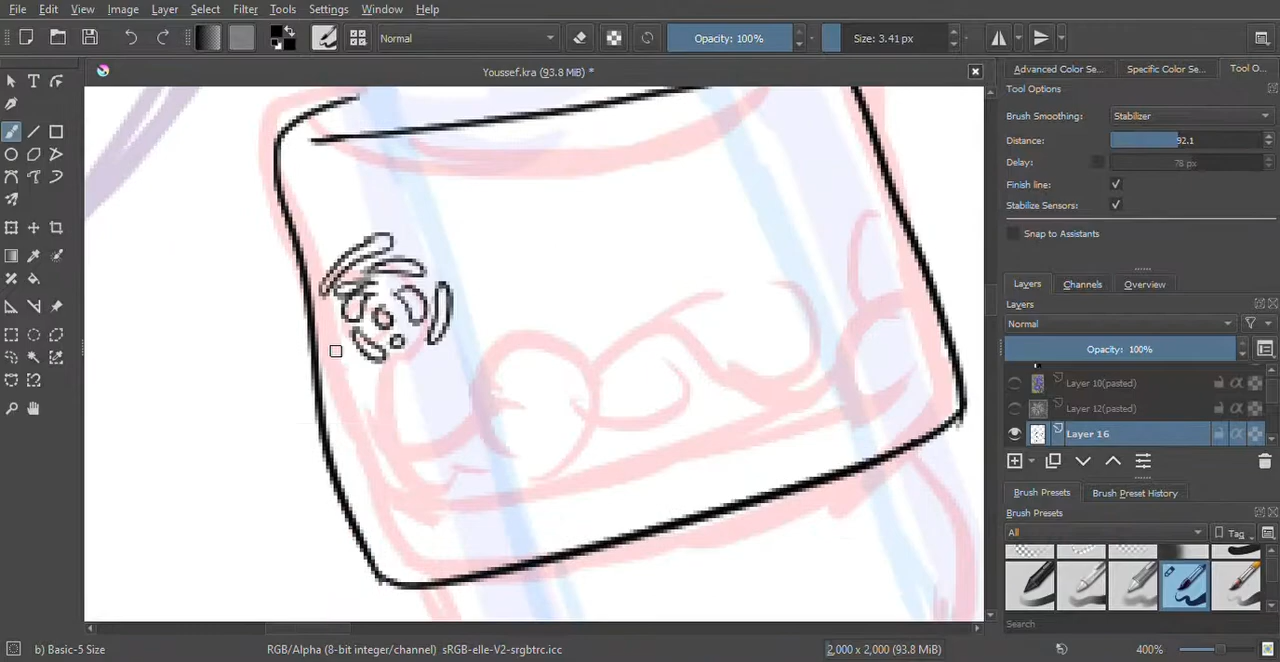 File Edit View Image Layer Select Filter Tools Settings Window Help
Normal Opacity: 100% Size: 3.41 px
Youssef.kra (93.8 MiB) *
Advanced Color Se... Specific Color Se... Tool O...
Tool Options
Brush Smoothing: Stabilizer
Distance: 92.1
Delay: 78 px
Finish line:
Stabilize Sensors:
Snap to Assistants
Layers Channels Overview
Layers
Normal
Opacity: 100%
Layer 10(pasted)
Layer 12(pasted)
Layer 16
Brush Presets Brush Preset History
Brush Presets
All Tag
Search
b) Basic-5 Size RGB/Alpha (8-bit integer/channel) sRGB-elle-V2-srgbtrc.icc 2,000 x 2,000 (93.8 MiB) 400%